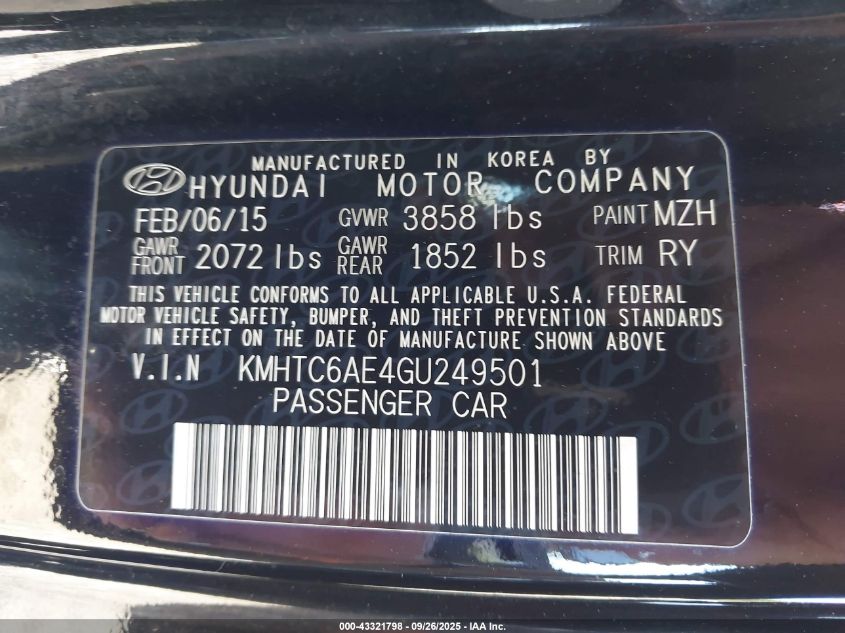 MANUFACTURED IN KOREA BY
HYUNDAI MOTOR COMPANY
FEB/06/15 GVWR 3858 lbs PAINT MZH
GAWR FRONT 2072 lbs GAWR REAR 1852 lbs TRIM RY
THIS VEHICLE CONFORMS TO ALL APPLICABLE U.S.A. FEDERAL
MOTOR VEHICLE SAFETY, BUMPER, AND THEFT PREVENTION STANDARDS
IN EFFECT ON THE DATE OF MANUFACTURE SHOWN ABOVE
V.I.N KMHTC6AE4GU249501
PASSENGER CAR
000-43321798 - 09/26/2025 - IAA Inc.